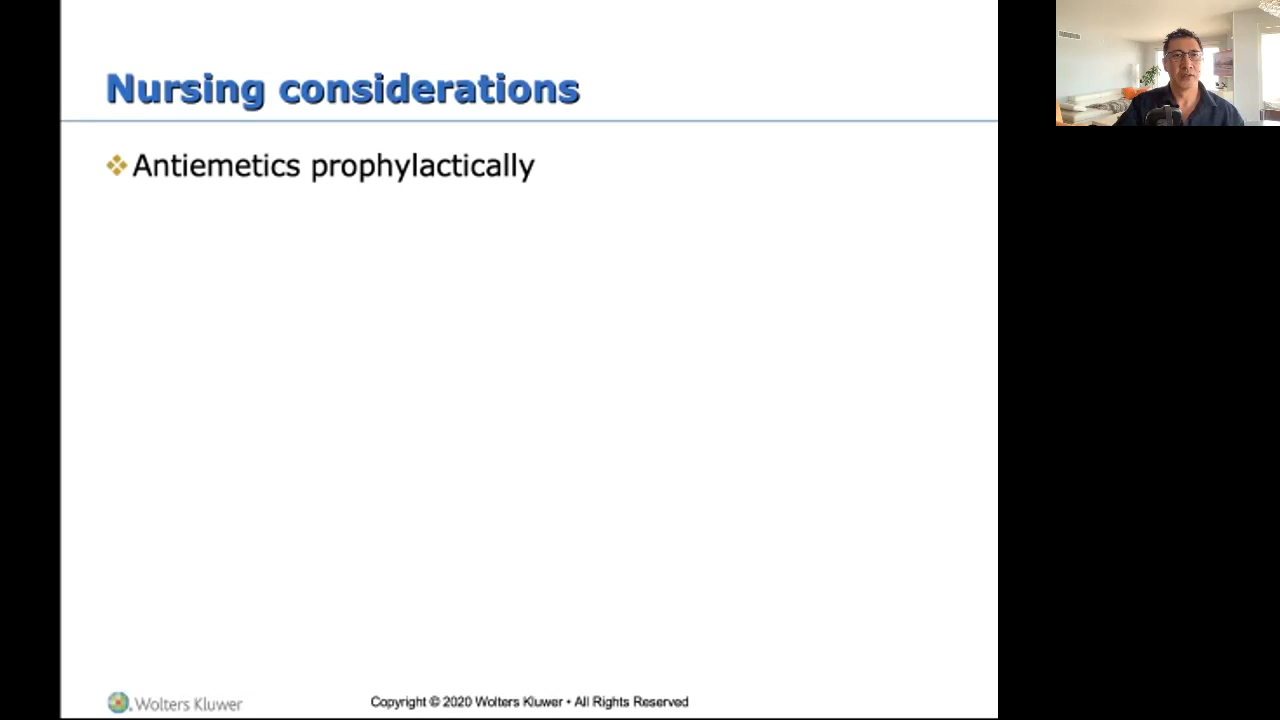 Nursing considerations
Antiemetics prophylactically
Wolters Kluwer
Copyright © 2020 Wolters Kluwer • All Rights Reserved